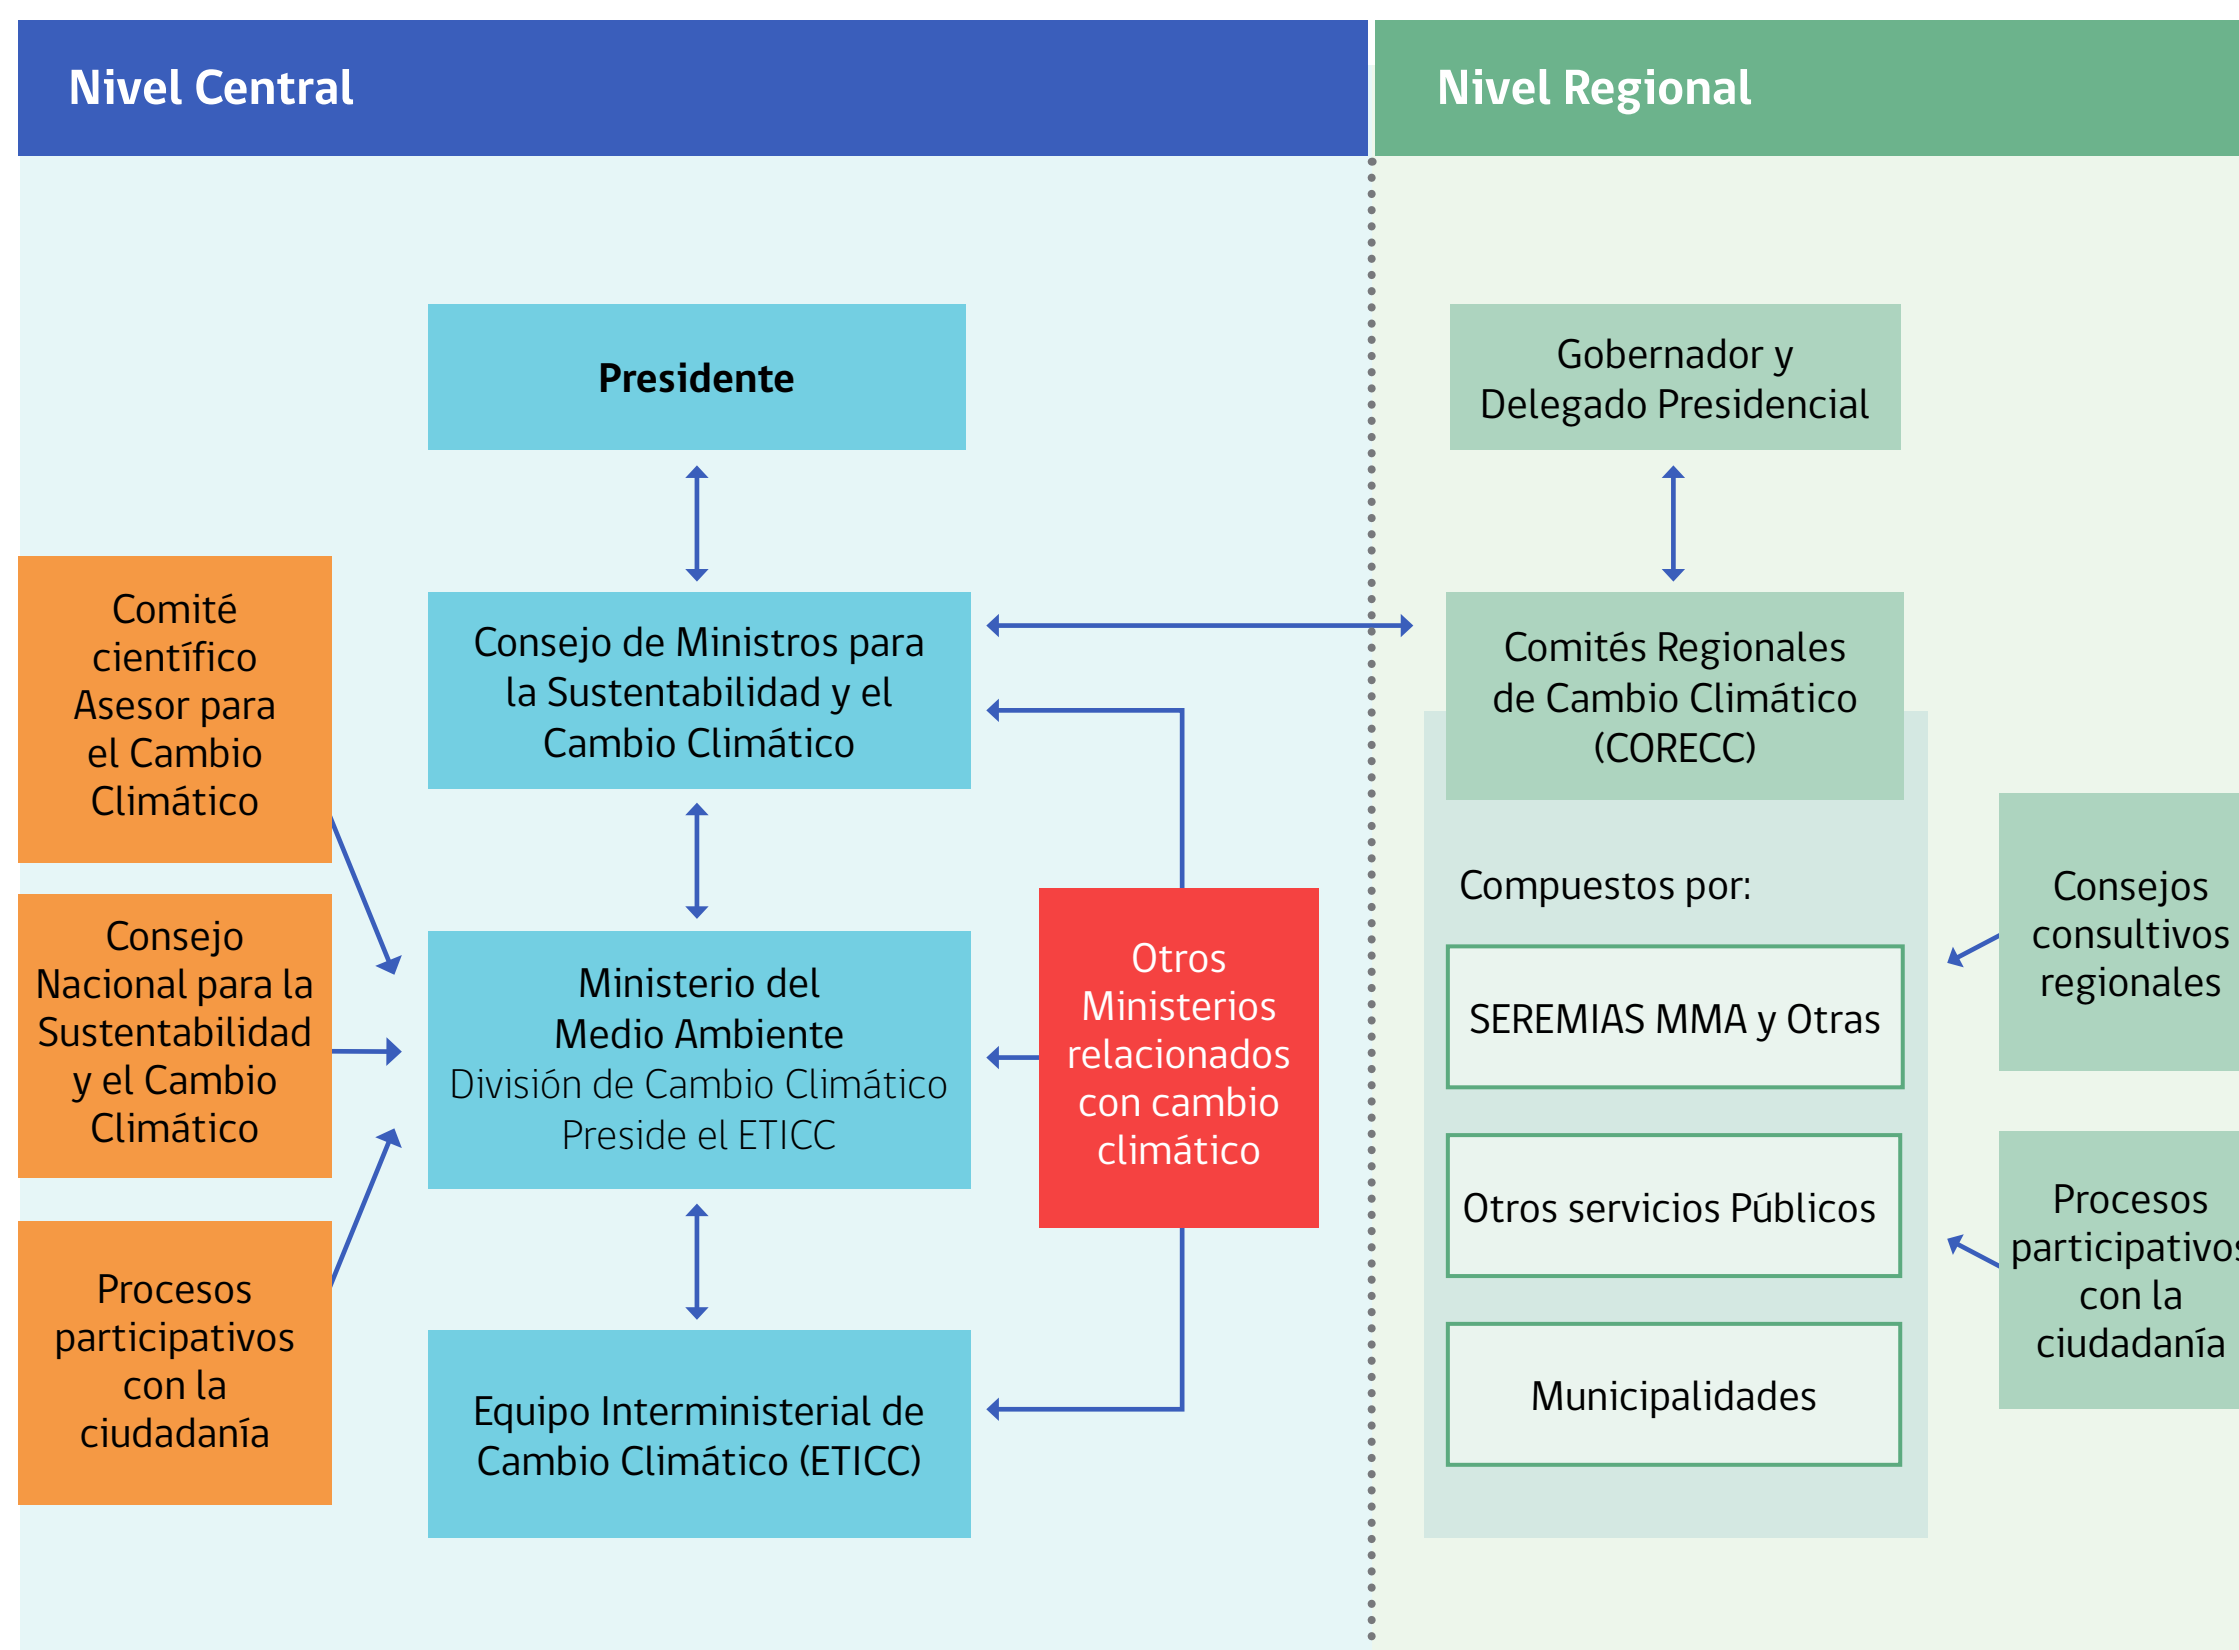 Nivel Central
Nivel Regional
Presidente
Gobernador y
Delegado Presidencial
Comité
científico
Asesor para
el Cambio
Climático
Consejo de Ministros para
la Sustentabilidad y el
Cambio Climático
Comités Regionales
de Cambio Climático
(CORECC)
Consejo
Nacional para la
Sustentabilidad
y el Cambio
Climático
Ministerio del
Medio Ambiente
División de Cambio Climático
Preside el ETICC
Otros
Ministerios
relacionados
con cambio
climático
Compuestos por:
SEREMIAS MMA y Otras
Otros servicios Públicos
Municipalidades
Consejos
consultivos
regionales
Procesos
participativos
con la
ciudadanía
Procesos
participativos
con la
ciudadanía
Equipo Interministerial de
Cambio Climático (ETICC)